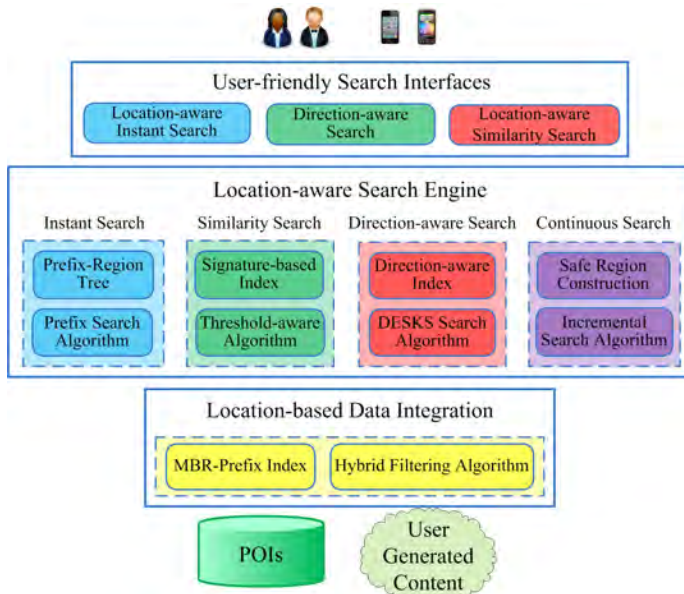 User-friendly Search Interfaces
Location-aware
Instant Search
Direction-aware
Search
Location-aware
Similarity Search
Location-aware Search Engine
Instant Search
Similarity Search
Direction-aware Search
Continuous Search
Prefix-Region
Tree
Signature-based
Index
Direction-aware
Index
Safe Region
Construction
Prefix Search
Algorithm
Threshold-aware
Algorithm
DESKS Search
Algorithm
Incremental
Search Algorithm
Location-based Data Integration
MBR-Prefix Index
Hybrid Filtering Algorithm
POIs
User
Generated
Content